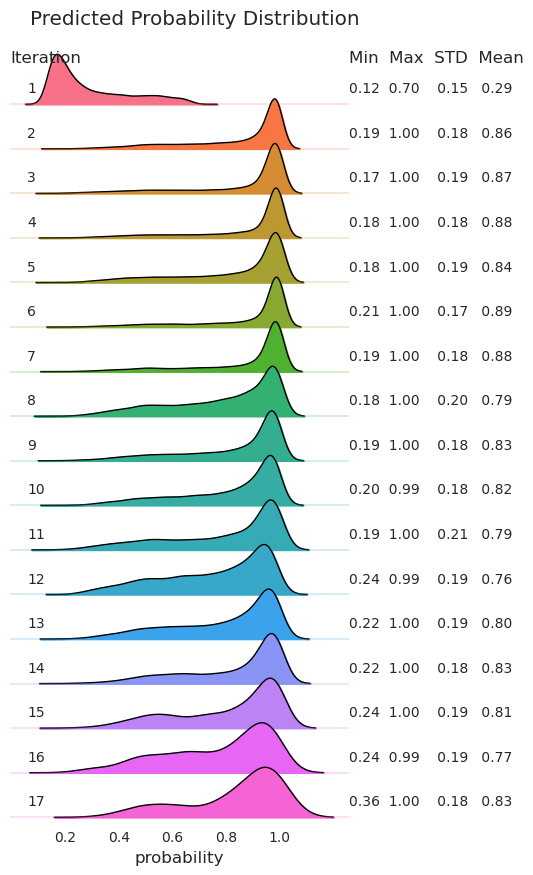 Predicted Probability Distribution
Iteration Min Max STD Mean
1 0.12 0.70 0.15 0.29
2 0.19 1.00 0.18 0.86
3 0.17 1.00 0.19 0.87
4 0.18 1.00 0.18 0.88
5 0.18 1.00 0.19 0.84
6 0.21 1.00 0.17 0.89
7 0.19 1.00 0.18 0.88
8 0.18 1.00 0.20 0.79
9 0.19 1.00 0.18 0.83
10 0.20 0.99 0.18 0.82
11 0.19 1.00 0.21 0.79
12 0.24 0.99 0.19 0.76
13 0.22 1.00 0.19 0.80
14 0.22 1.00 0.18 0.83
15 0.24 1.00 0.19 0.81
16 0.24 0.99 0.19 0.77
17 0.36 1.00 0.18 0.83
0.2 0.4 0.6 0.8 1.0
probability